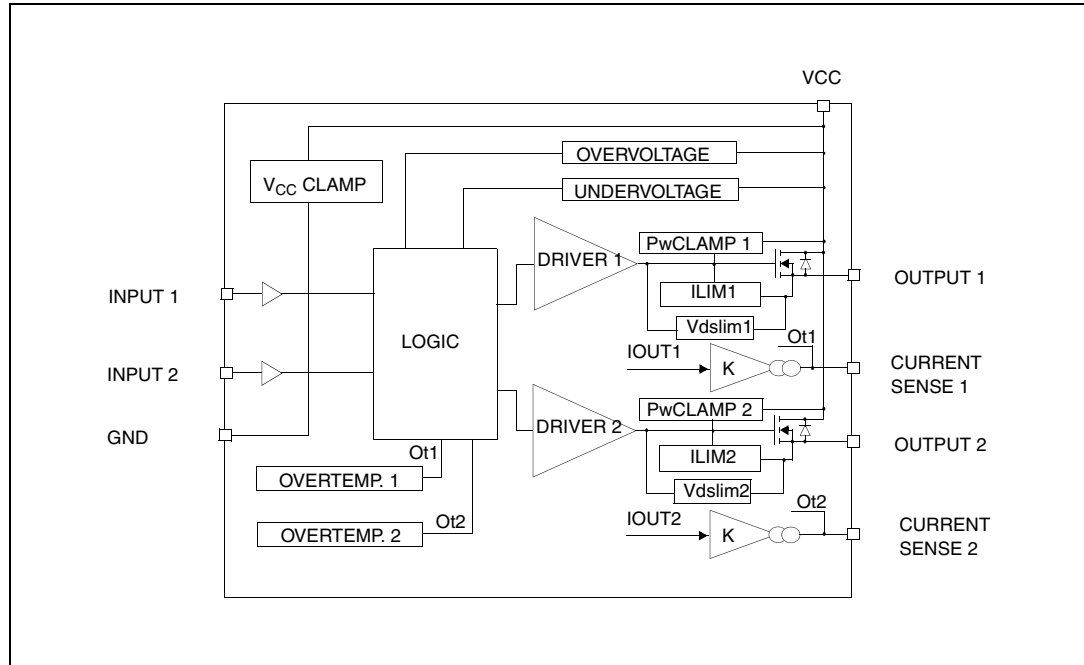 VCC
OVERVOLTAGE
VCC CLAMP
UNDERVOLTAGE
PwCLAMP 1
DRIVER 1
OUTPUT 1
INPUT 1
ILIM1
LOGIC
Vdslim1
Ot1
IOUT1
K
CURRENT
SENSE 1
INPUT 2
PwCLAMP 2
DRIVER 2
GND
OUTPUT 2
Ot1
ILIM2
OVERTEMP. 1
Vdslim2
Ot2
Ot2
IOUT2
OVERTEMP. 2
K
CURRENT
SENSE 2